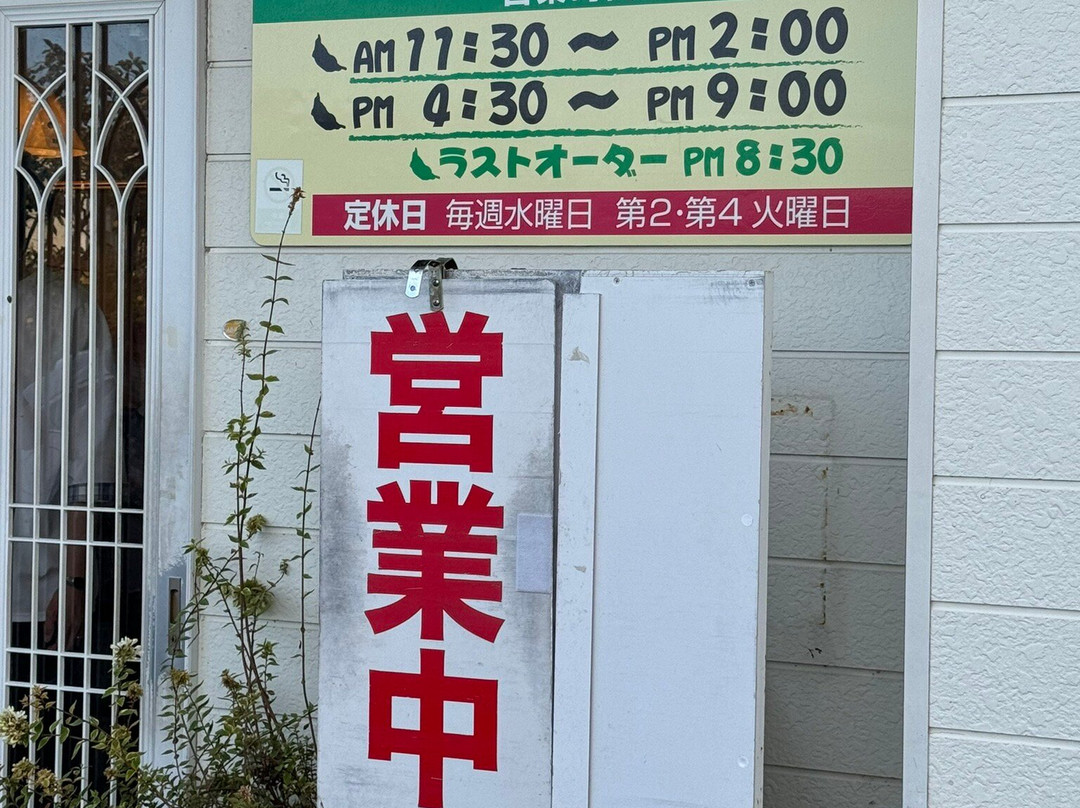 AM 11:30 ～ PM 2:00
PM 4:30 ～ PM 9:00
ラストオーダー PM 8:30
定休日 毎週水曜日 第2・第4 火曜日
営業中